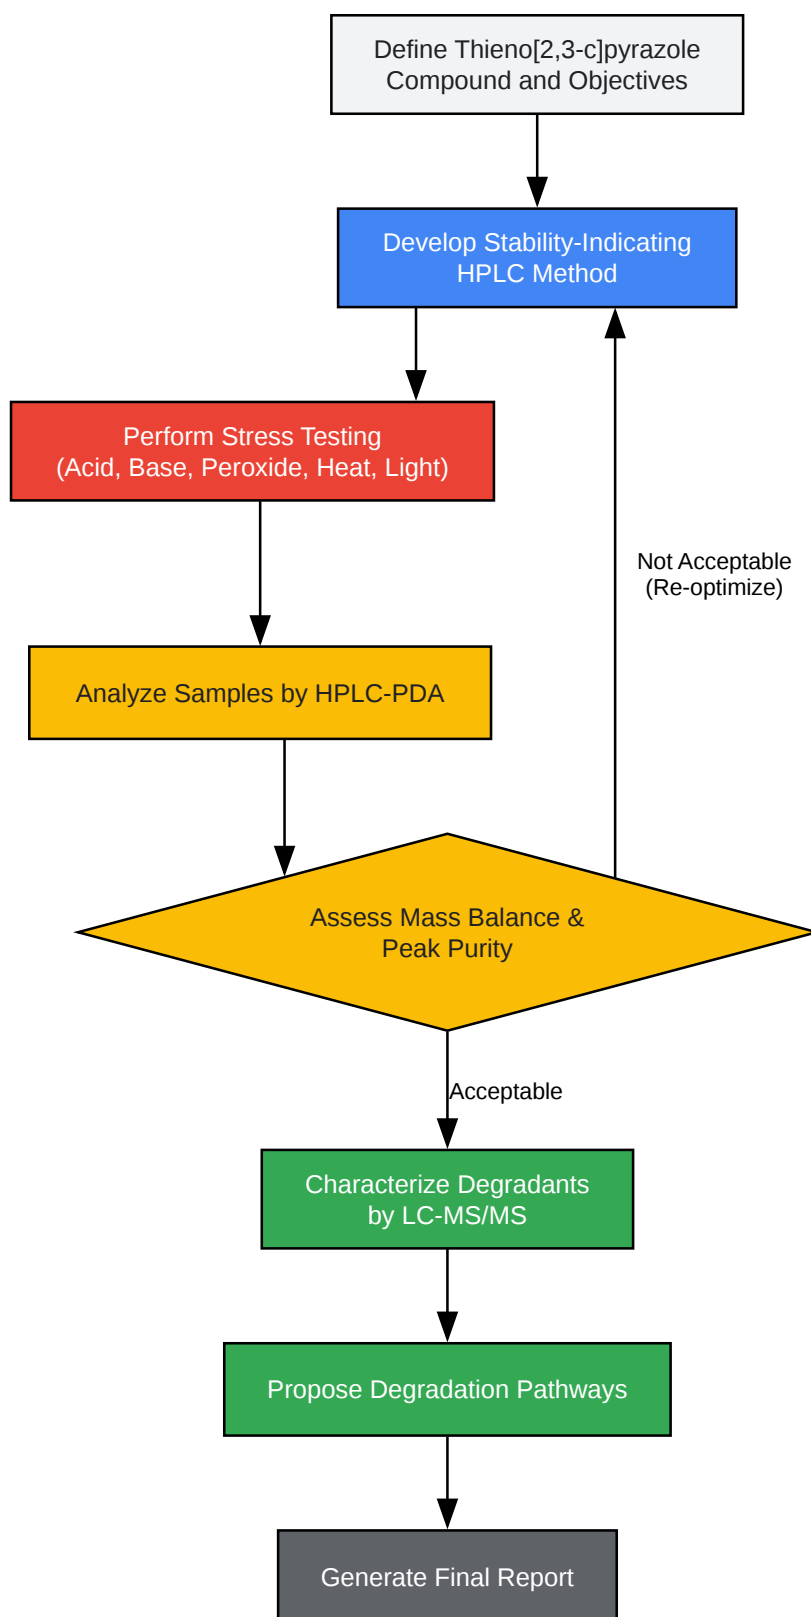 Define Thieno[2,3-c]pyrazole
Compound and Objectives
Develop Stability-Indicating
HPLC Method
Perform Stress Testing
(Acid, Base, Peroxide, Heat, Light)
Not Acceptable
(Re-optimize)
Analyze Samples by HPLC-PDA
Assess Mass Balance &
Peak Purity
Acceptable
Characterize Degradants
by LC-MS/MS
Propose Degradation Pathways
Generate Final Report